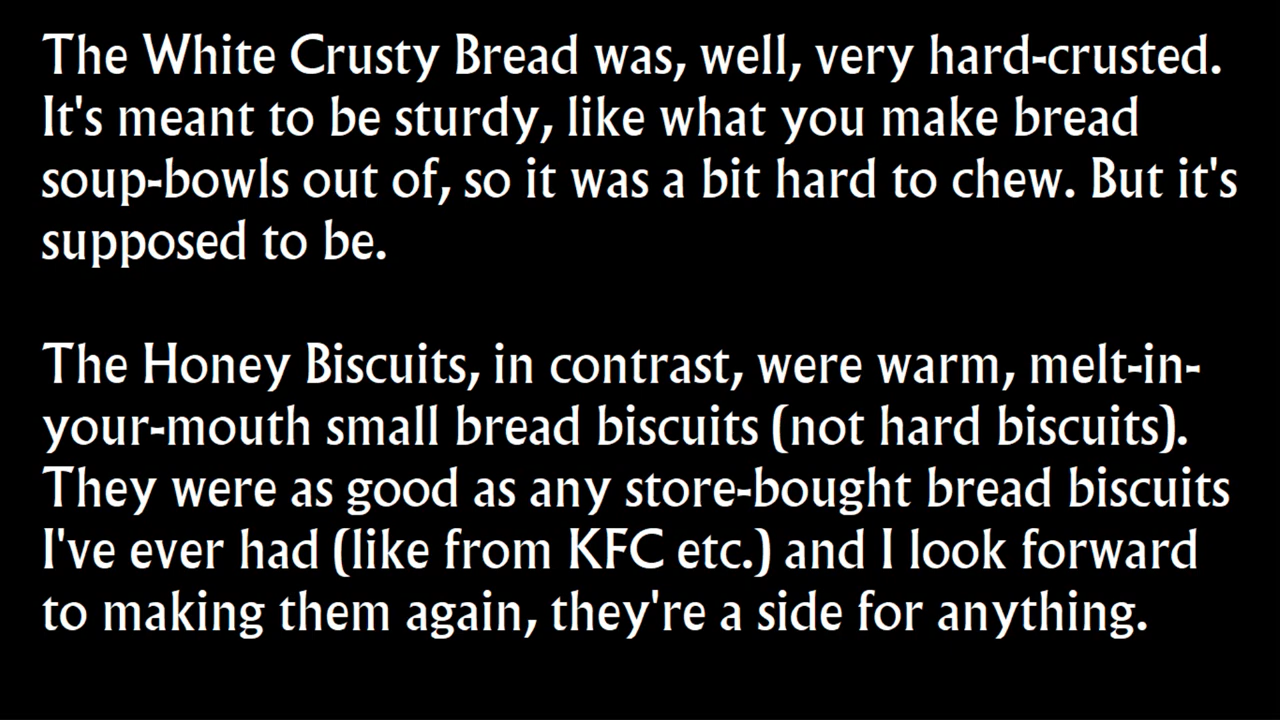 The White Crusty Bread was, well, very hard-crusted.
It's meant to be sturdy, like what you make bread
soup-bowls out of, so it was a bit hard to chew. But it's
supposed to be.
The Honey Biscuits, in contrast, were warm, melt-in-
your-mouth small bread biscuits (not hard biscuits).
They were as good as any store-bought bread biscuits
I've ever had (like from KFC etc.) and I look forward
to making them again, they're a side for anything.